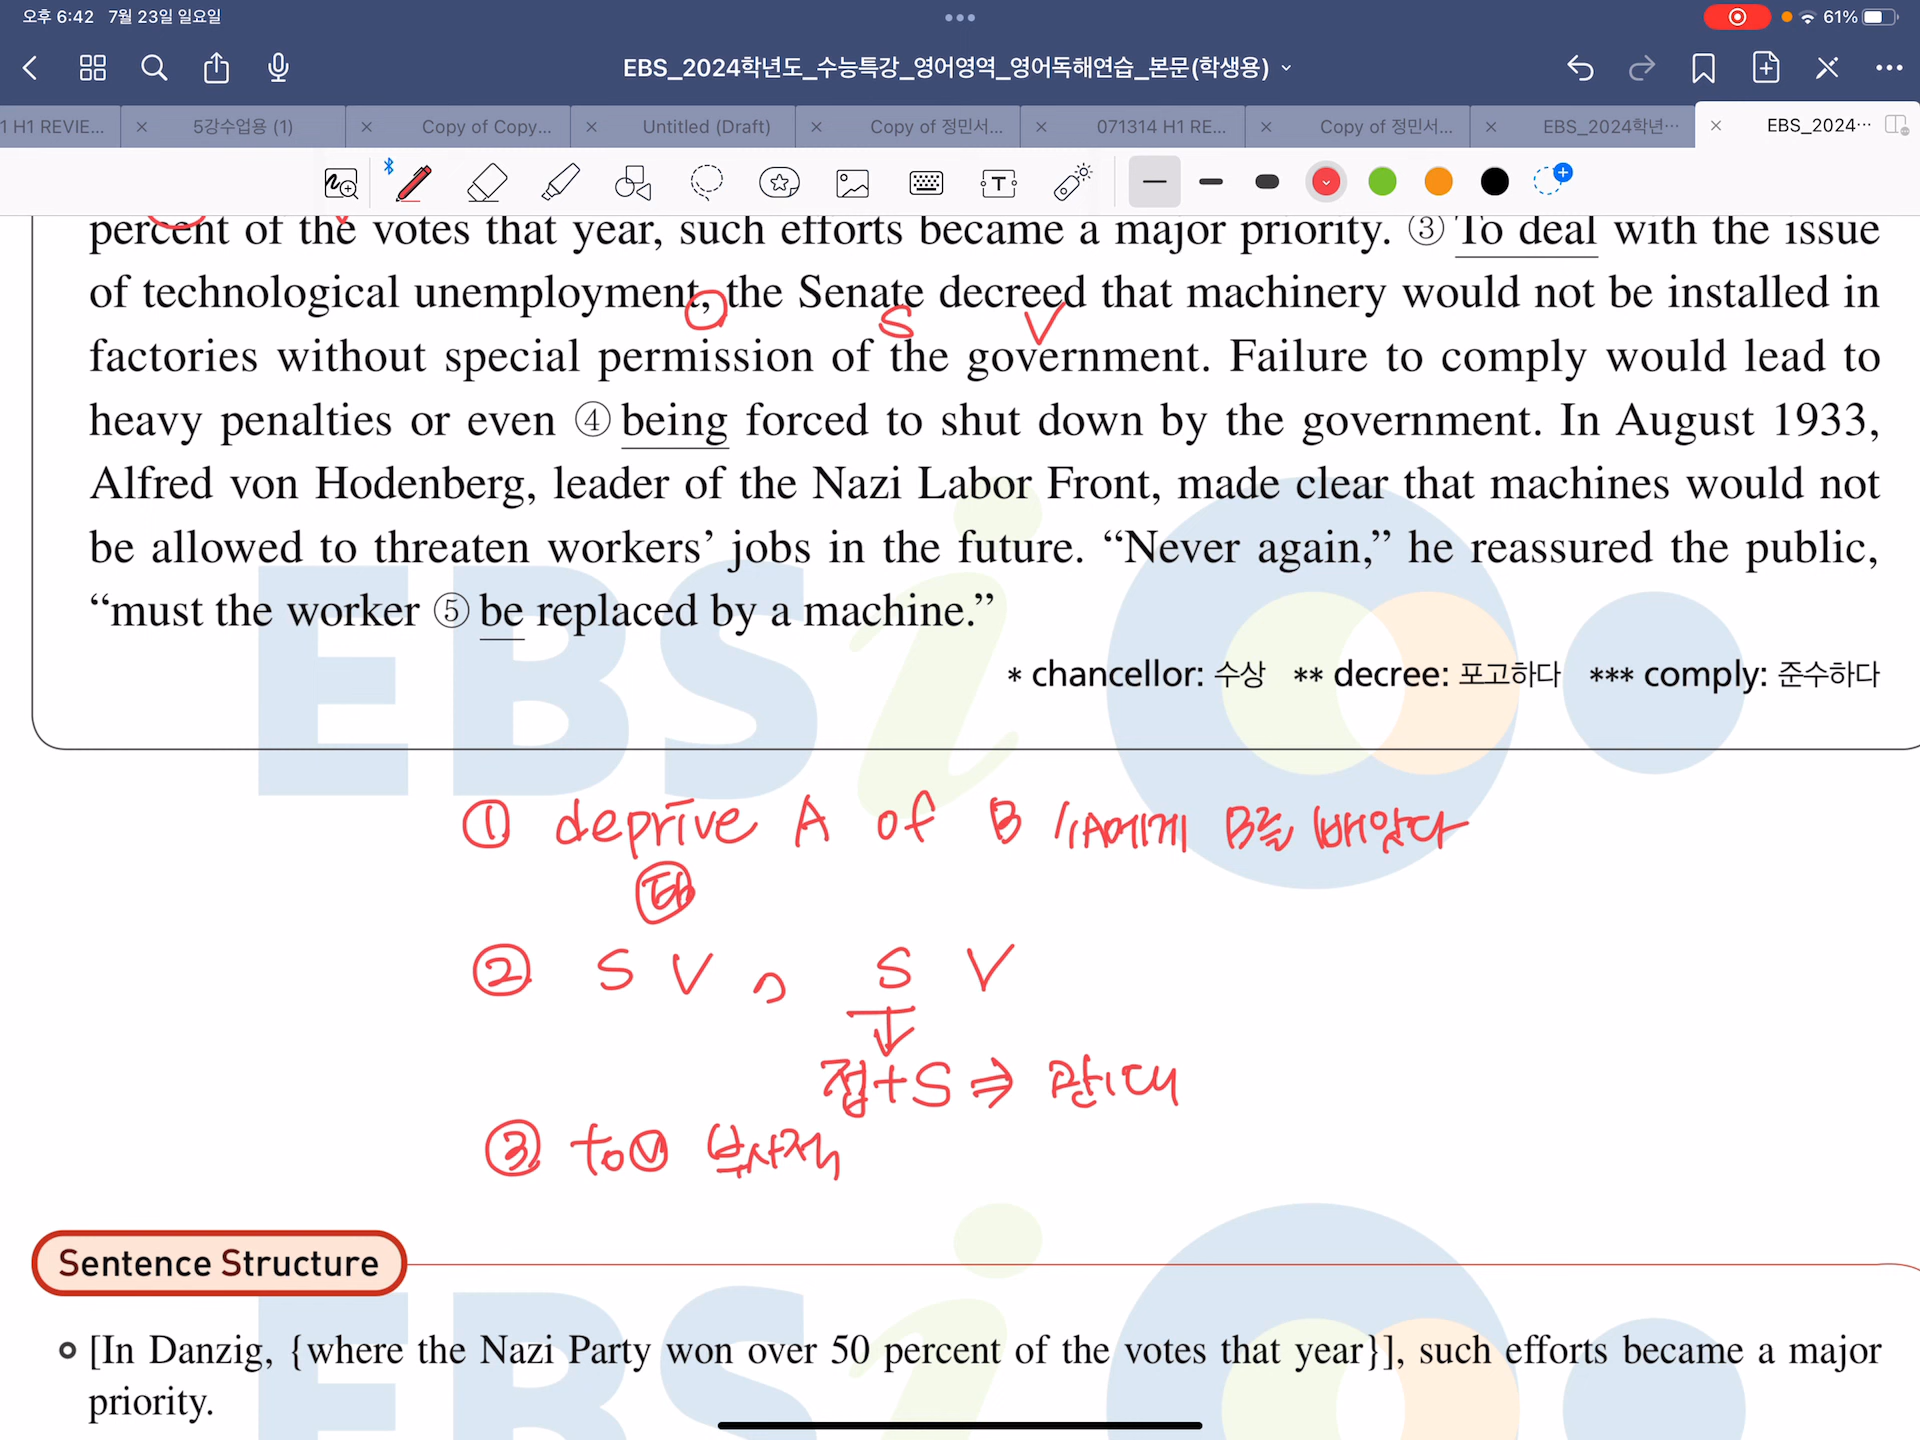 오후 6:42 7월 23일 일요일
61%
EBS_2024학년도_수능특강_영어영역_영어독해연습_본문(학생용)
1 H1 REVIE... 5강수업용 (1) Copy of Copy... Untitled (Draft) Copy of 정민서... 071314 H1 RE... Copy of 정민서... EBS_2024학년… EBS_2024…
percent of the votes that year, such efforts became a major priority. ③ To deal with the issue
of technological unemployment, the Senate decreed that machinery would not be installed in
S V
factories without special permission of the government. Failure to comply would lead to
heavy penalties or even ④ being forced to shut down by the government. In August 1933,
Alfred von Hodenberg, leader of the Nazi Labor Front, made clear that machines would not
be allowed to threaten workers’ jobs in the future. “Never again,” he reassured the public,
“must the worker ⑤ be replaced by a machine.”
* chancellor: 수상 ** decree: 포고하다 *** comply: 준수하다
EBSi
① deprive A of B // A에게 B를 빼앗다
② S V , S V
접+S ⇒ 관대
③ to V 부사적
Sentence Structure
[In Danzig, {where the Nazi Party won over 50 percent of the votes that year}], such efforts became a major
priority.
EBSi